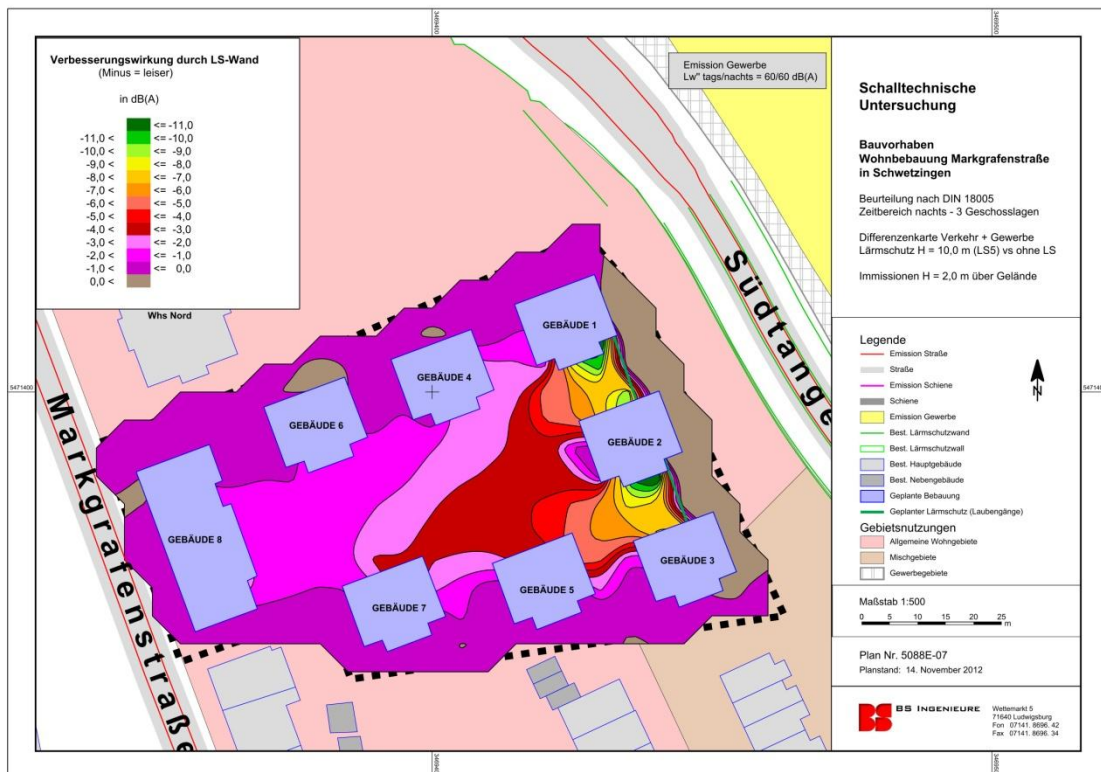 3469400
3469500
Verbesserungswirkung durch LS-Wand
(Minus = leiser)
in dB(A)
<= -11,0
-11,0 < <= -10,0
-10,0 < <= -9,0
-9,0 < <= -8,0
-8,0 < <= -7,0
-7,0 < <= -6,0
-6,0 < <= -5,0
-5,0 < <= -4,0
-4,0 < <= -3,0
-3,0 < <= -2,0
-2,0 < <= -1,0
-1,0 < <= 0,0
0,0 <
Emission Gewerbe
Lw" tags/nachts = 60/60 dB(A)
Whs Nord
GEBÄUDE 1
GEBÄUDE 4
GEBÄUDE 6
GEBÄUDE 2
GEBÄUDE 8
GEBÄUDE 3
GEBÄUDE 5
GEBÄUDE 7
Südtange
Markgrafenstraße
5471400
Schalltechnische
Untersuchung
Bauvorhaben
Wohnbebauung Markgrafenstraße
in Schwetzingen
Beurteilung nach DIN 18005
Zeitbereich nachts - 3 Geschosslagen
Differenzenkarte Verkehr + Gewerbe
Lärmschutz H = 10,0 m (LS5) vs ohne LS
Immissionen H = 2,0 m über Gelände
Legende
Emission Straße
Straße
Emission Schiene
Schiene
Emission Gewerbe
Best. Lärmschutzwand
Best. Lärmschutzwall
Best. Hauptgebäude
Best. Nebengebäude
Geplante Bebauung
Geplanter Lärmschutz (Laubengänge)
Gebietsnutzungen
Allgemeine Wohngebiete
Mischgebiete
Gewerbegebiete
N
Maßstab 1:500
0 5 10 15 20 25
m
Plan Nr. 5088E-07
Planstand: 14. November 2012
BS
BS INGENIEURE
Wettemarkt 5
71640 Ludwigsburg
Fon 07141. 8696. 42
Fax 07141. 8696. 34